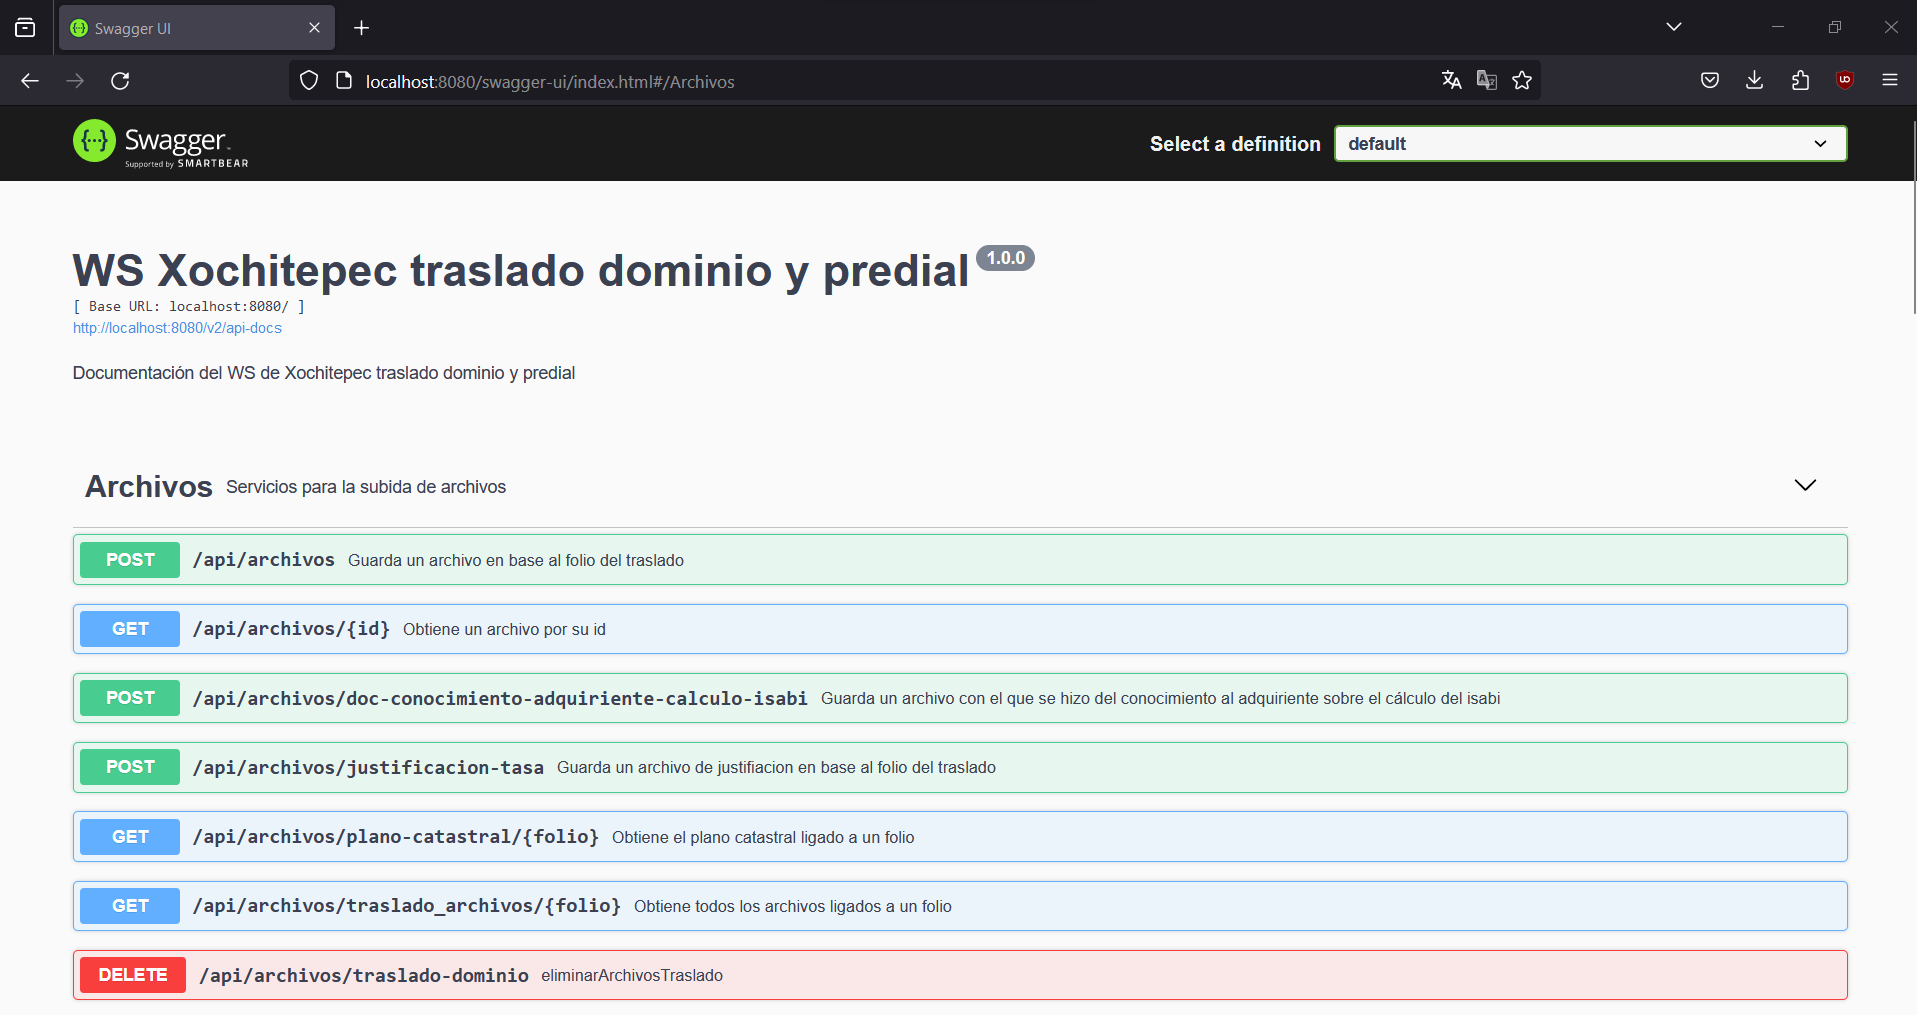 Swagger UI
localhost:8080/swagger-ui/index.html#/Archivos
Swagger
Supported by SMARTBEAR
Select a definition
default
WS Xochitepec traslado dominio y predial 1.0.0
[ Base URL: localhost:8080/ ]
http://localhost:8080/v2/api-docs
Documentación del WS de Xochitepec traslado dominio y predial
Archivos Servicios para la subida de archivos
POST /api/archivos Guarda un archivo en base al folio del traslado
GET /api/archivos/{id} Obtiene un archivo por su id
POST /api/archivos/doc-conocimiento-adquiriente-calculo-isabi Guarda un archivo con el que se hizo del conocimiento al adquiriente sobre el cálculo del isabi
POST /api/archivos/justificacion-tasa Guarda un archivo de justifiacion en base al folio del traslado
GET /api/archivos/plano-catastral/{folio} Obtiene el plano catastral ligado a un folio
GET /api/archivos/traslado_archivos/{folio} Obtiene todos los archivos ligados a un folio
DELETE /api/archivos/traslado-dominio eliminarArchivosTraslado